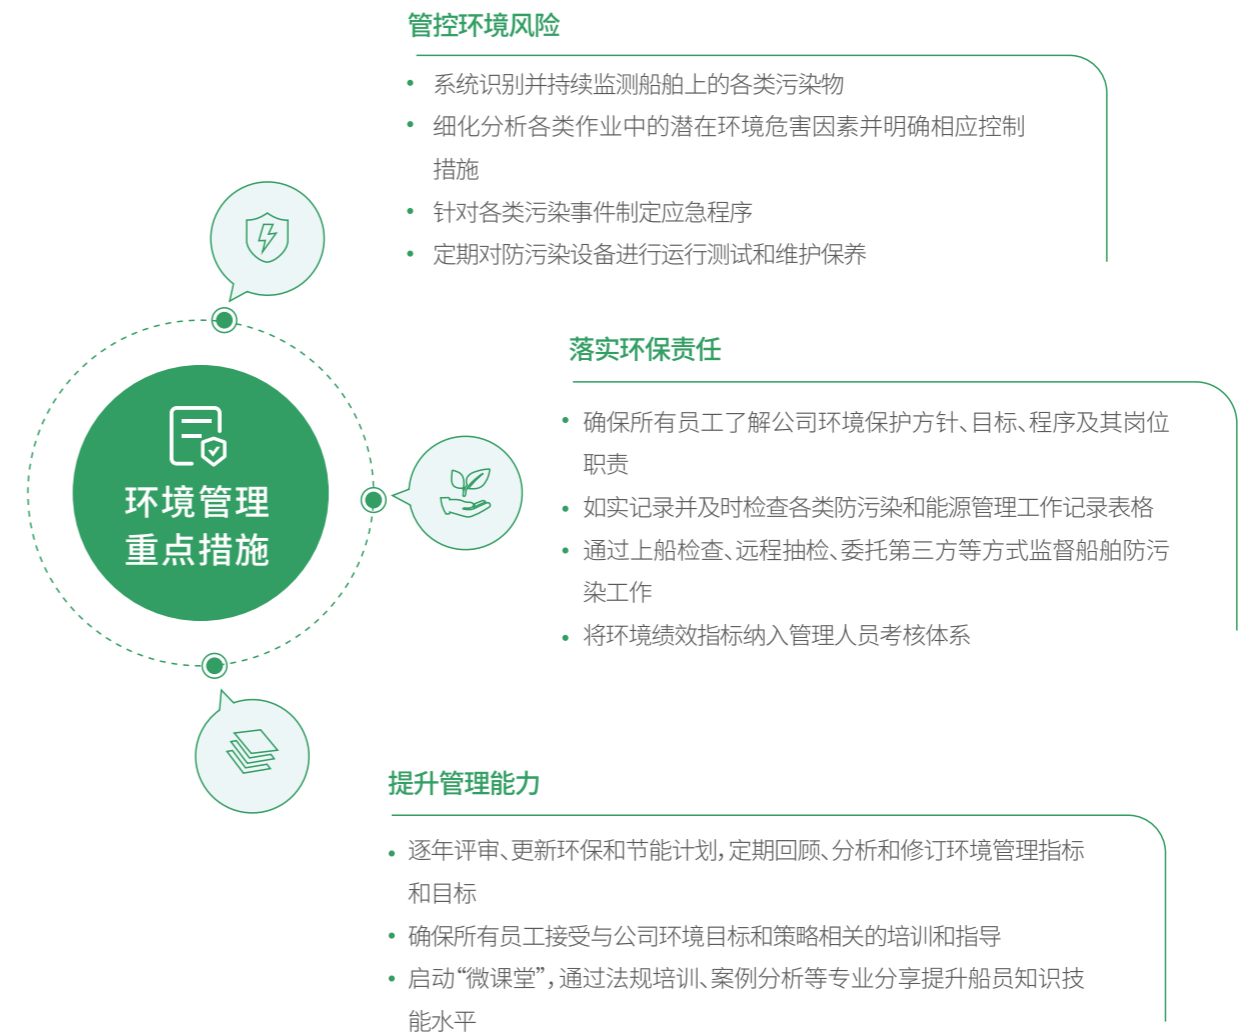 管控环境风险
• 系统识别并持续监测船舶上的各类污染物
• 细化分析各类作业中的潜在环境危害因素并明确相应控制
措施
• 针对各类污染事件制定应急程序
• 定期对防污染设备进行运行测试和维护保养
环境管理
重点措施
落实环保责任
• 确保所有员工了解公司环境保护方针、目标、程序及其岗位
职责
• 如实记录并及时检查各类防污染和能源管理工作记录表格
• 通过上船检查、远程抽检、委托第三方等方式监督船舶防污
染工作
• 将环境绩效指标纳入管理人员考核体系
提升管理能力
• 逐年评审、更新环保和节能计划，定期回顾、分析和修订环境管理指标
和目标
• 确保所有员工接受与公司环境目标和策略相关的培训和指导
• 启动“微课堂”，通过法规培训、案例分析等专业分享提升船员知识技
能水平